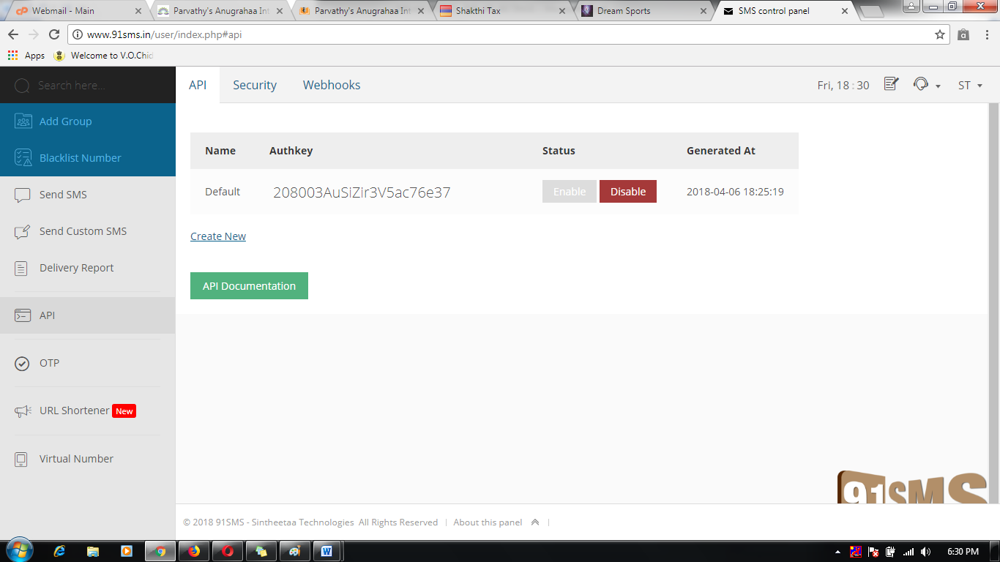 Webmail - Main
Parvathy's Anugrahaa Int
Parvathy's Anugrahaa Int
Shakthi Tax
Dream Sports
SMS control panel
www.91sms.in/user/index.php#api
Apps
Welcome to V.O.Chid
Search here...
API
Security
Webhooks
Fri, 18 : 30
ST
Add Group
Blacklist Number
Send SMS
Send Custom SMS
Delivery Report
API
OTP
URL Shortener New
Virtual Number
Name Authkey Status Generated At
Default 208003AuSiZir3V5ac76e37 Enable Disable 2018-04-06 18:25:19
Create New
API Documentation
91SMS
© 2018 91SMS - Sintheetaa Technologies All Rights Reserved | About this panel |
6:30 PM